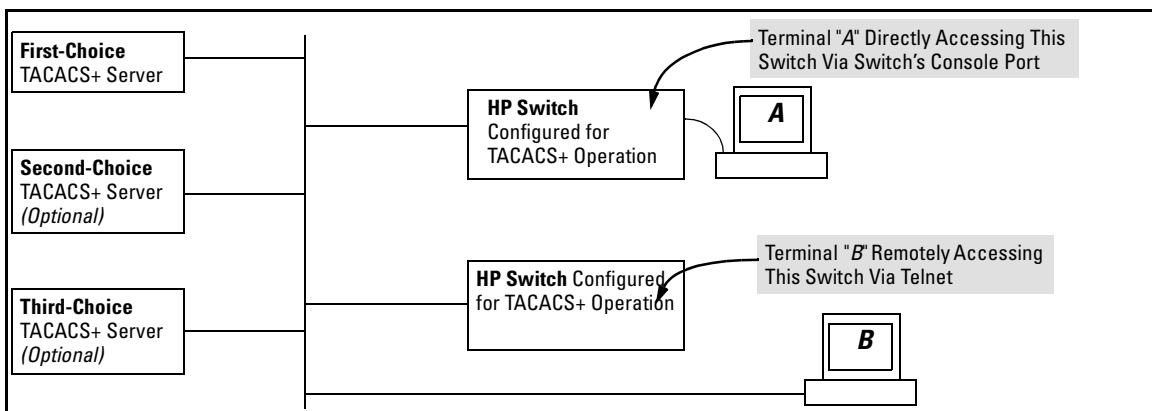 First-Choice
TACACS+ Server
Second-Choice
TACACS+ Server
(Optional)
Third-Choice
TACACS+ Server
(Optional)
HP Switch
Configured for
TACACS+ Operation
Terminal "A" Directly Accessing This
Switch Via Switch's Console Port
A
HP Switch Configured
for TACACS+ Operation
Terminal "B" Remotely Accessing
This Switch Via Telnet
B